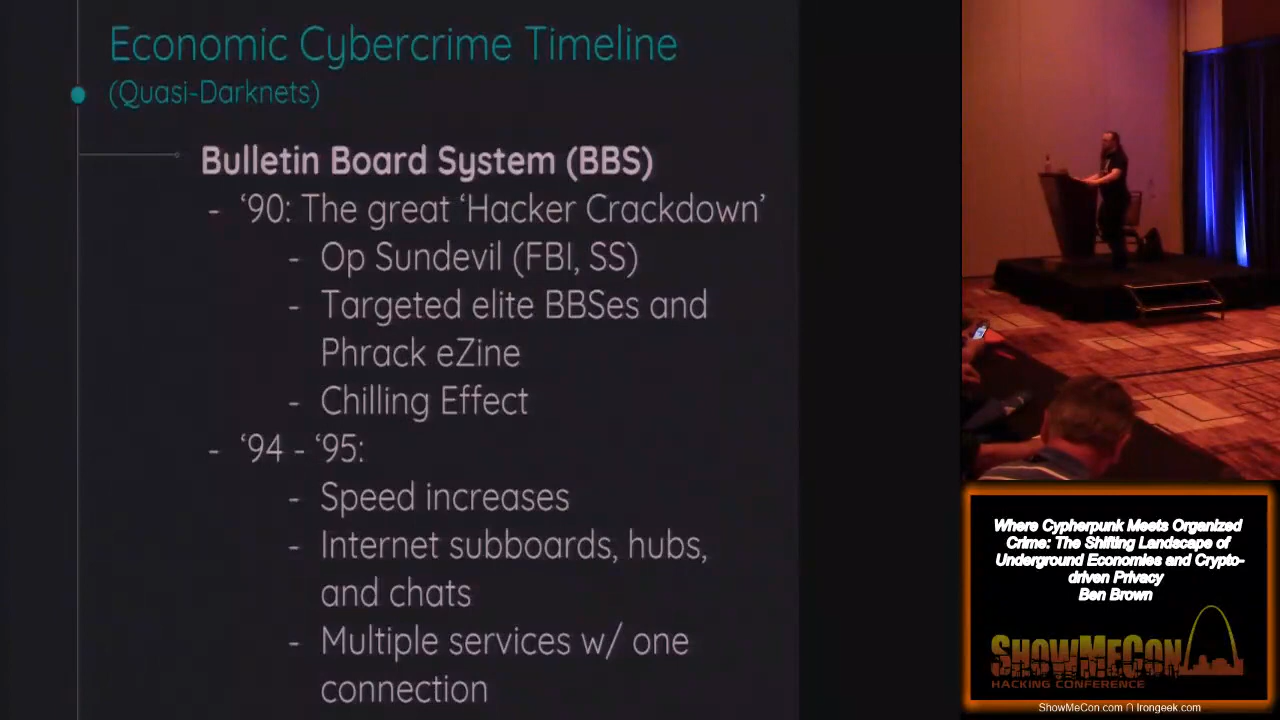 Economic Cybercrime Timeline
(Quasi-Darknets)
Bulletin Board System (BBS)
- ‘90: The great ‘Hacker Crackdown’
- Op Sundevil (FBI, SS)
- Targeted elite BBSes and
Phrack eZine
- Chilling Effect
- ‘94 - ‘95:
- Speed increases
- Internet subboards, hubs,
and chats
- Multiple services w/ one
connection
Where Cypherpunk Meets Organized
Crime: The Shifting Landscape of
Underground Economies and Crypto-
driven Privacy
Ben Brown
ShowMeCon
HACKING CONFERENCE
ShowMeCon.com ∩ Irongeek.com